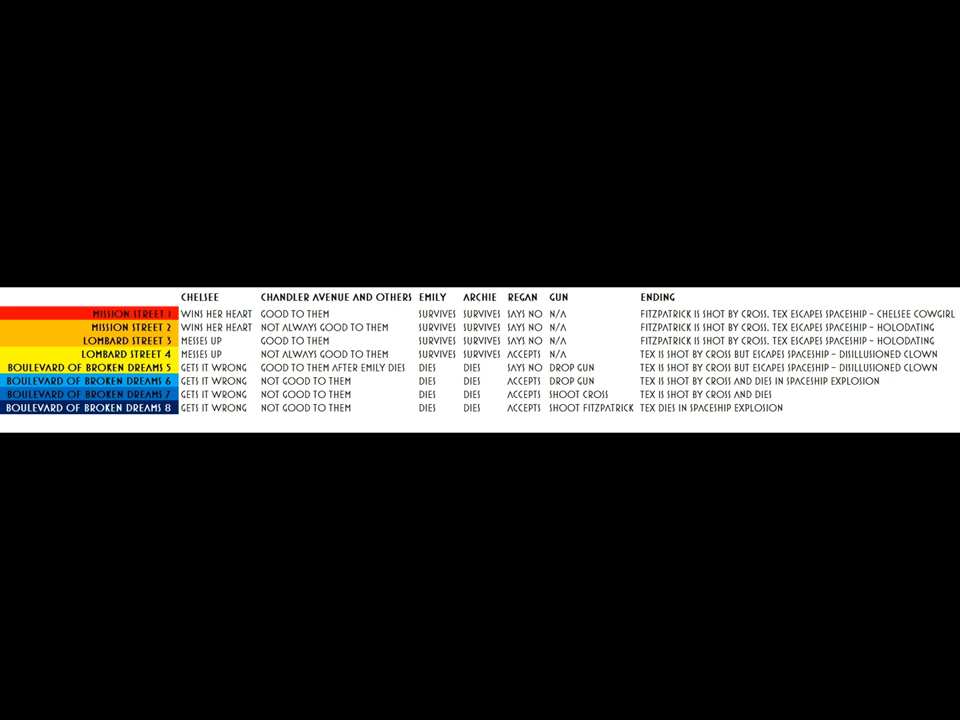 CHELSEE CHANDLER AVENUE AND OTHERS EMILY ARCHIE REGAN GUN ENDING
MISSION STREET 1 WINS HER HEART GOOD TO THEM SURVIVES SURVIVES SAYS NO N/A FITZPATRICK IS SHOT BY CROSS. TEX ESCAPES SPACESHIP - CHELSEE COWGIRL
MISSION STREET 2 WINS HER HEART NOT ALWAYS GOOD TO THEM SURVIVES SURVIVES SAYS NO N/A FITZPATRICK IS SHOT BY CROSS. TEX ESCAPES SPACESHIP - HOLODATING
LOMBARD STREET 3 MESSES UP GOOD TO THEM SURVIVES SURVIVES SAYS NO N/A FITZPATRICK IS SHOT BY CROSS. TEX ESCAPES SPACESHIP - HOLODATING
LOMBARD STREET 4 MESSES UP NOT ALWAYS GOOD TO THEM SURVIVES SURVIVES ACCEPTS N/A TEX IS SHOT BY CROSS BUT ESCAPES SPACESHIP - DISILLUSIONED CLOWN
BOULEVARD OF BROKEN DREAMS 5 GETS IT WRONG GOOD TO THEM AFTER EMILY DIES DIES DIES SAYS NO DROP GUN TEX IS SHOT BY CROSS BUT ESCAPES SPACESHIP - DISILLUSIONED CLOWN
BOULEVARD OF BROKEN DREAMS 6 GETS IT WRONG NOT GOOD TO THEM DIES DIES ACCEPTS DROP GUN TEX IS SHOT BY CROSS AND DIES IN SPACESHIP EXPLOSION
BOULEVARD OF BROKEN DREAMS 7 GETS IT WRONG NOT GOOD TO THEM DIES DIES ACCEPTS SHOOT CROSS TEX IS SHOT BY CROSS AND DIES
BOULEVARD OF BROKEN DREAMS 8 GETS IT WRONG NOT GOOD TO THEM DIES DIES ACCEPTS SHOOT FITZPATRICK TEX DIES IN SPACESHIP EXPLOSION